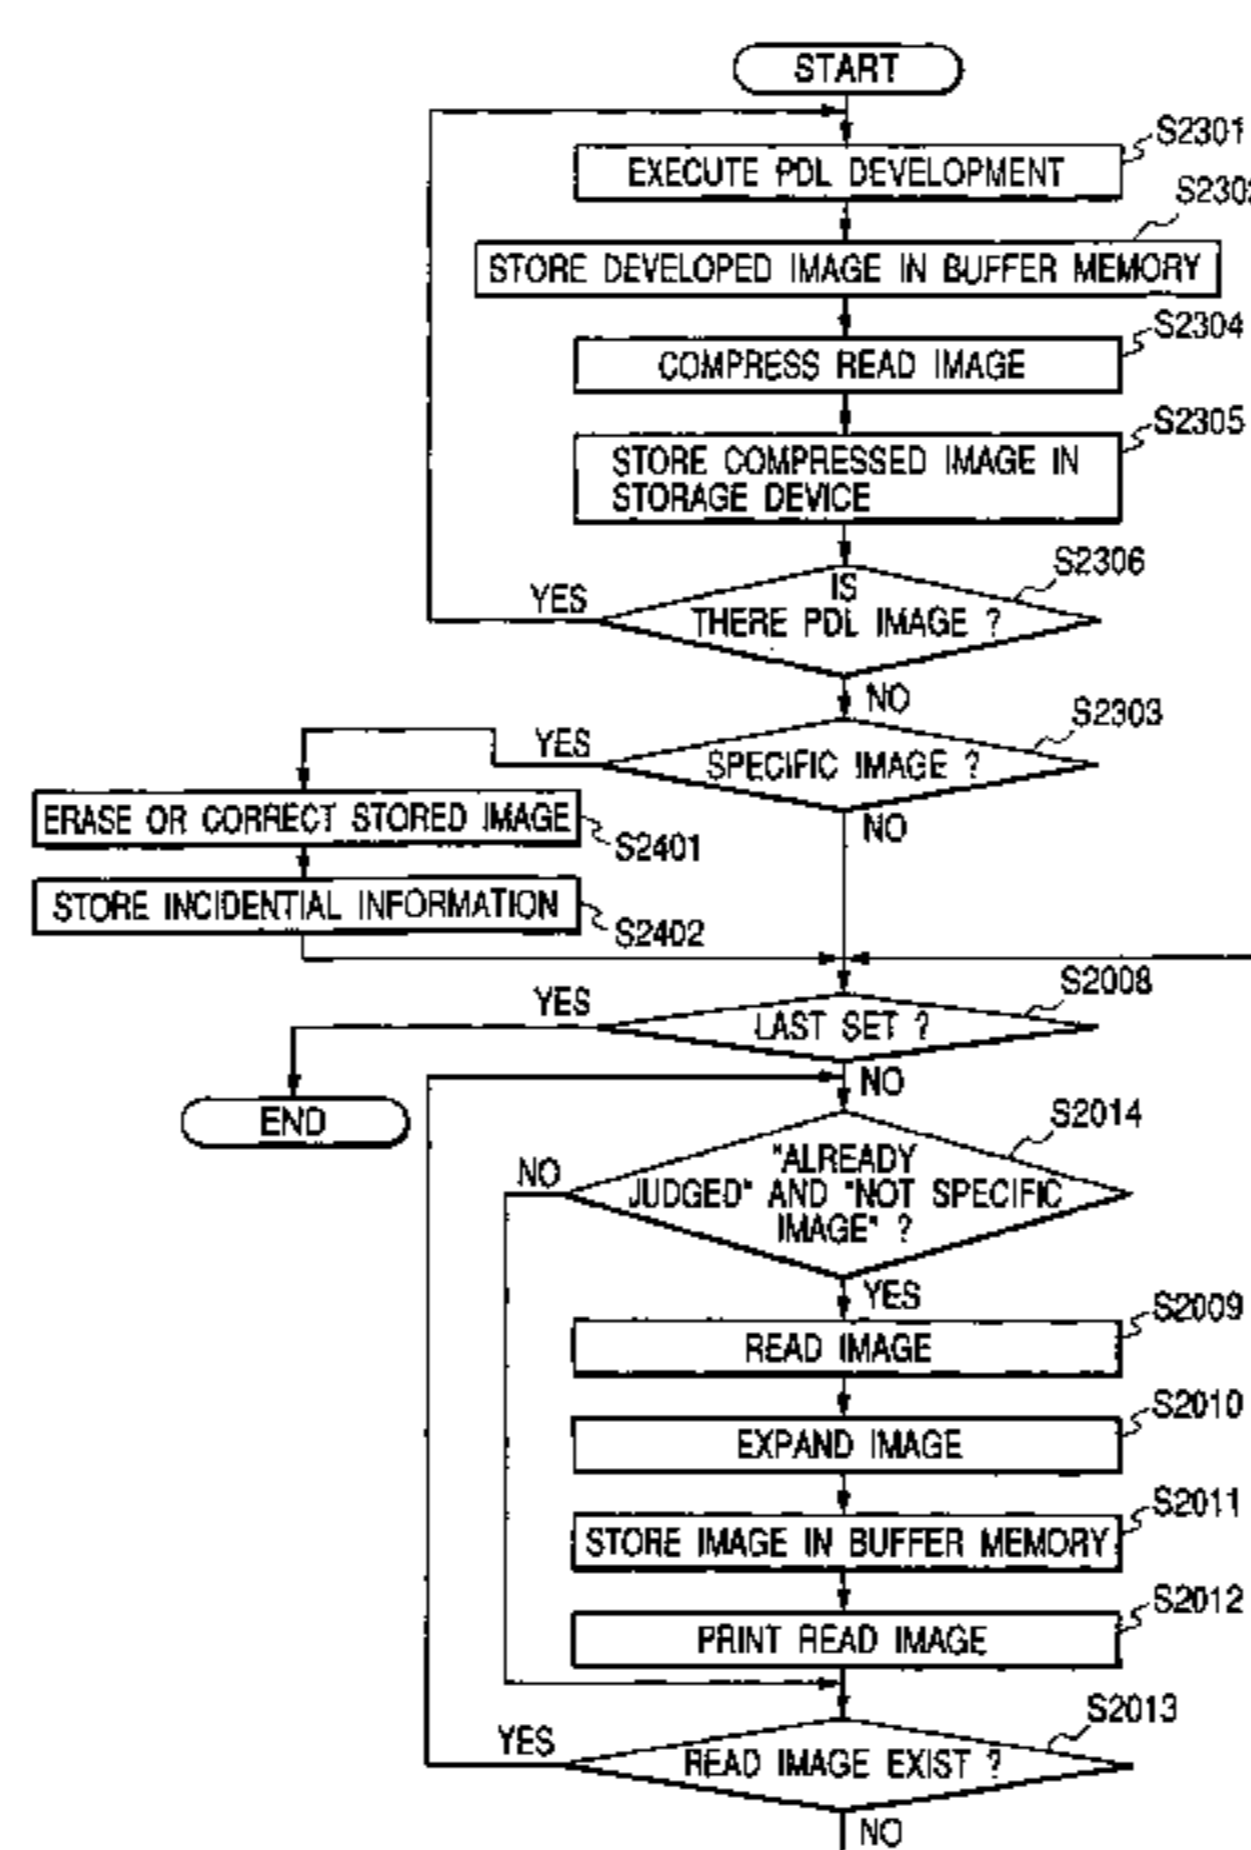 START
S2301
EXECUTE PDL DEVELOPMENT
S2302
STORE DEVELOPED IMAGE IN BUFFER MEMORY
S2304
COMPRESS READ IMAGE
S2305
STORE COMPRESSED IMAGE IN
STORAGE DEVICE
S2306
YES
IS
THERE PDL IMAGE ?
NO
S2303
YES
SPECIFIC IMAGE ?
NO
ERASE OR CORRECT STORED IMAGE
S2401
STORE INCIDENTIAL INFORMATION
S2402
S2008
YES
LAST SET ?
NO
END
S2014
NO
"ALREADY
JUDGED" AND "NOT SPECIFIC
IMAGE" ?
YES
S2009
READ IMAGE
S2010
EXPAND IMAGE
S2011
STORE IMAGE IN BUFFER MEMORY
S2012
PRINT READ IMAGE
S2013
YES
READ IMAGE EXIST ?
NO